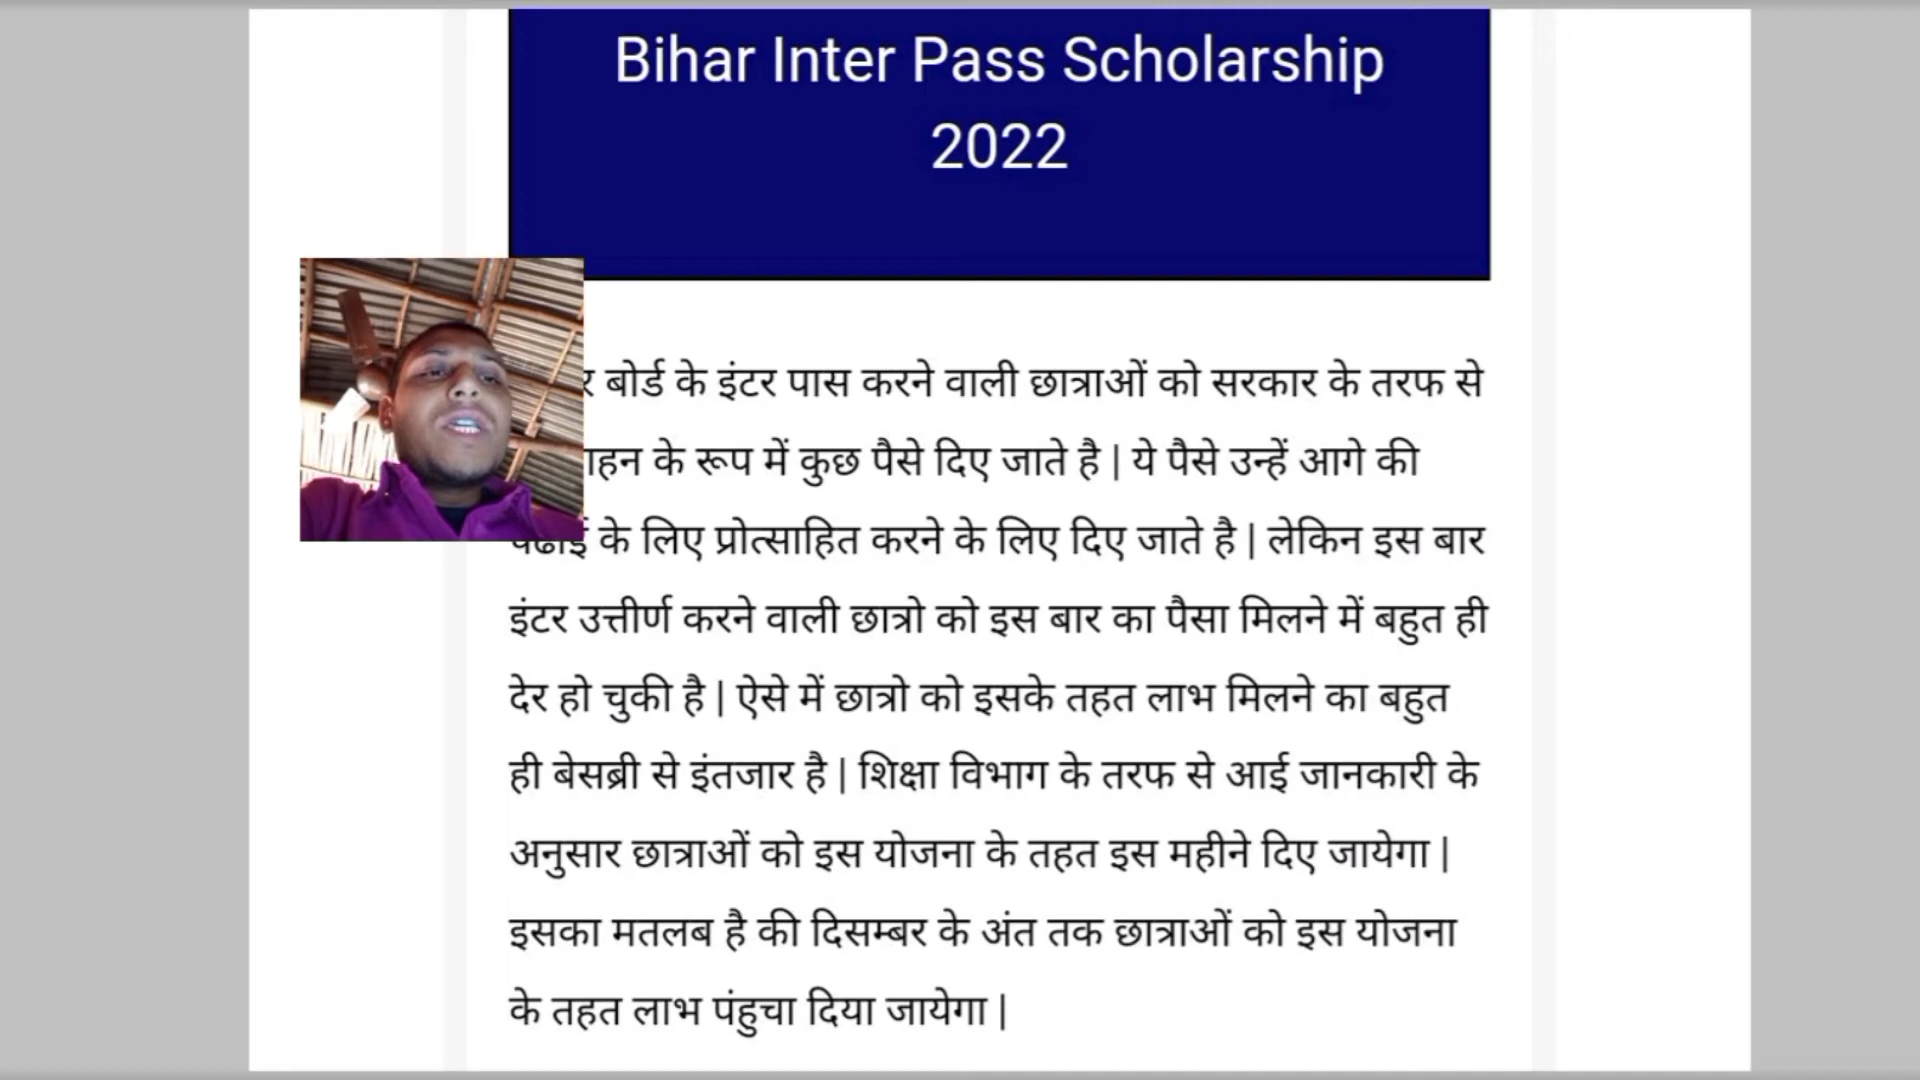 Bihar Inter Pass Scholarship
2022
बोर्ड के इंटर पास करने वाली छात्राओं को सरकार के तरफ से
के रूप में कुछ पैसे दिए जाते है | ये पैसे उन्हें आगे की
के लिए प्रोत्साहित करने के लिए दिए जाते है | लेकिन इस बार
इंटर उत्तीर्ण करने वाली छात्रो को इस बार का पैसा मिलने में बहुत ही
देर हो चुकी है | ऐसे में छात्रो को इसके तहत लाभ मिलने का बहुत
ही बेसब्री से इंतजार है | शिक्षा विभाग के तरफ से आई जानकारी के
अनुसार छात्राओं को इस योजना के तहत इस महीने दिए जायेगा |
इसका मतलब है की दिसम्बर के अंत तक छात्राओं को इस योजना
के तहत लाभ पंहुचा दिया जायेगा |